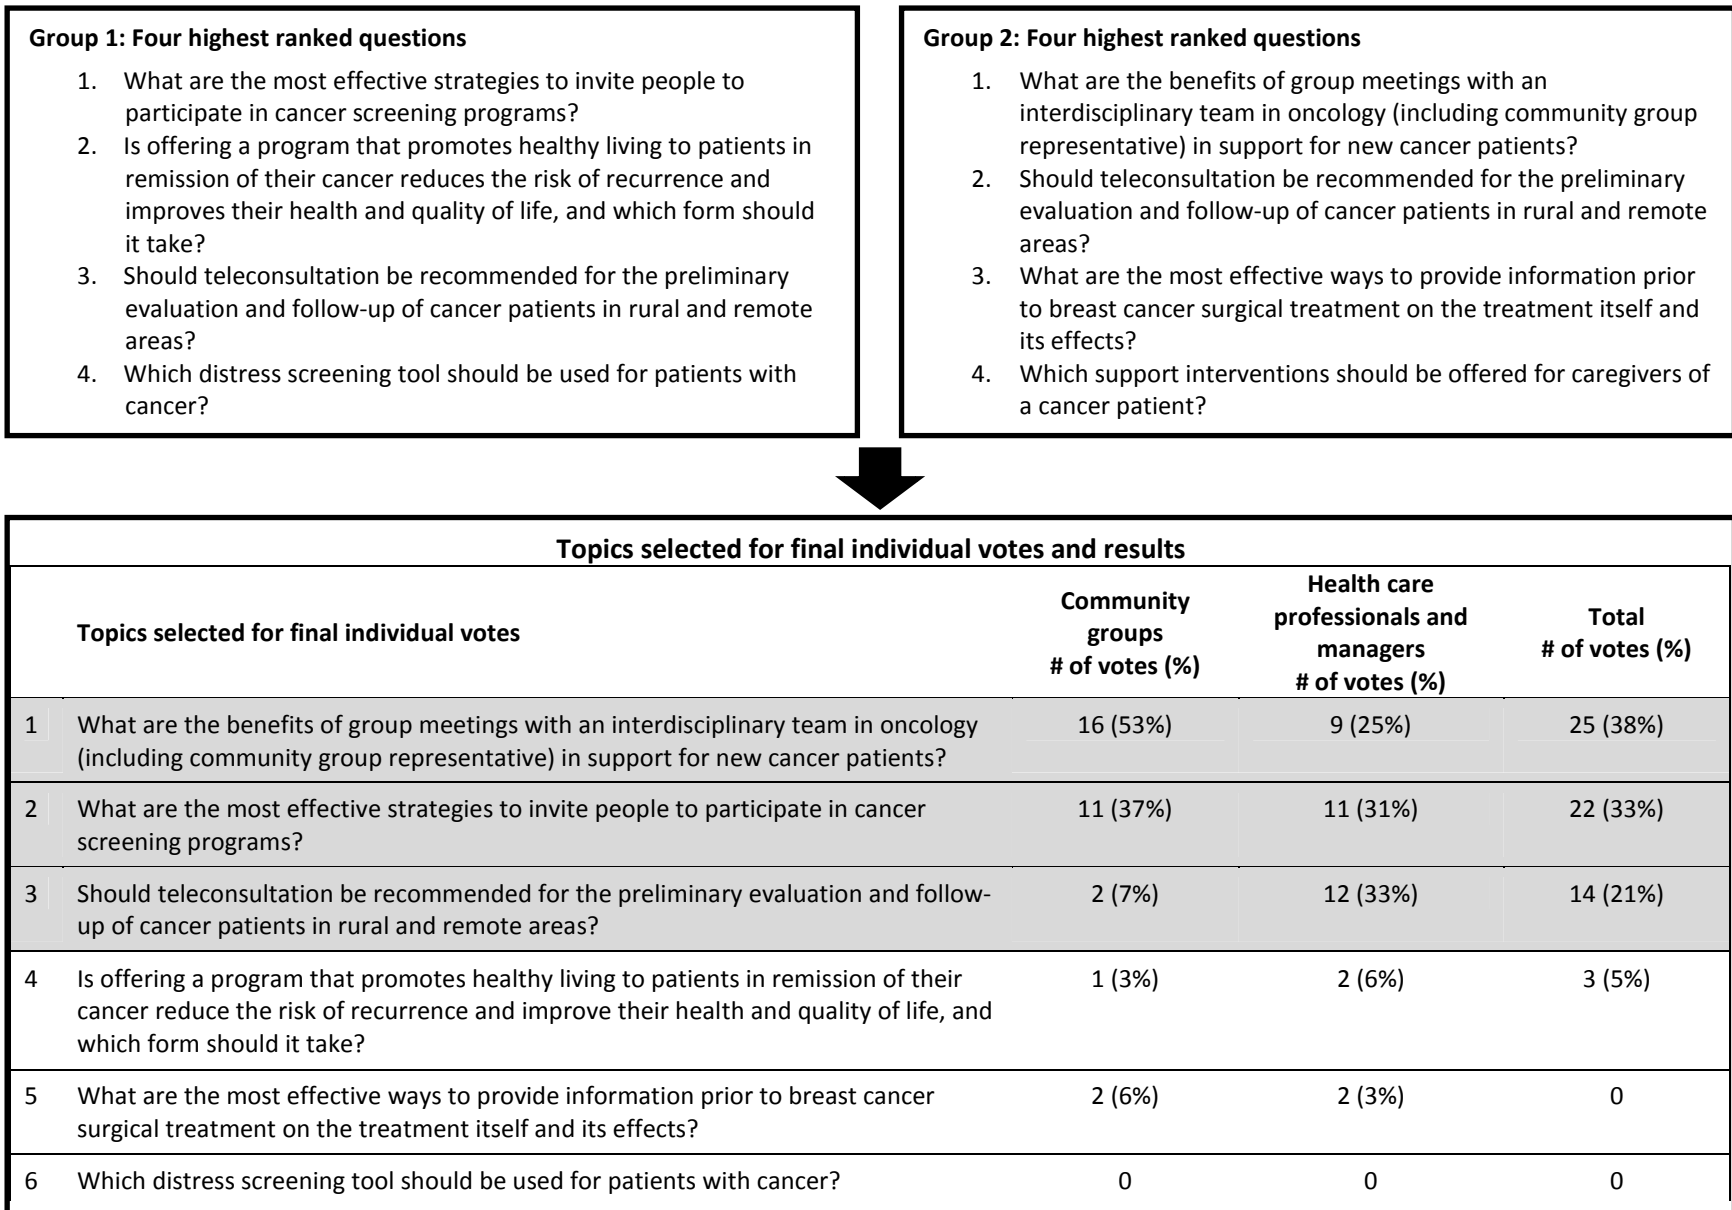 Group 1: Four highest ranked questions
1. What are the most effective strategies to invite people to
participate in cancer screening programs?
2. Is offering a program that promotes healthy living to patients in
remission of their cancer reduces the risk of recurrence and
improves their health and quality of life, and which form should
it take?
3. Should teleconsultation be recommended for the preliminary
evaluation and follow-up of cancer patients in rural and remote
areas?
4. Which distress screening tool should be used for patients with
cancer?
Group 2: Four highest ranked questions
1. What are the benefits of group meetings with an
interdisciplinary team in oncology (including community group
representative) in support for new cancer patients?
2. Should teleconsultation be recommended for the preliminary
evaluation and follow-up of cancer patients in rural and remote
areas?
3. What are the most effective ways to provide information prior
to breast cancer surgical treatment on the treatment itself and
its effects?
4. Which support interventions should be offered for caregivers of
a cancer patient?
Topics selected for final individual votes and results
Topics selected for final individual votes
Community
groups
# of votes (%)
Health care
professionals and
managers
# of votes (%)
Total
# of votes (%)
1 What are the benefits of group meetings with an interdisciplinary team in oncology 16 (53%) 9 (25%) 25 (38%)
(including community group representative) in support for new cancer patients?
2 What are the most effective strategies to invite people to participate in cancer 11 (37%) 11 (31%) 22 (33%)
screening programs?
3 Should teleconsultation be recommended for the preliminary evaluation and follow- 2 (7%) 12 (33%) 14 (21%)
up of cancer patients in rural and remote areas?
4 Is offering a program that promotes healthy living to patients in remission of their 1 (3%) 2 (6%) 3 (5%)
cancer reduce the risk of recurrence and improve their health and quality of life, and
which form should it take?
5 What are the most effective ways to provide information prior to breast cancer 2 (6%) 2 (3%) 0
surgical treatment on the treatment itself and its effects?
6 Which distress screening tool should be used for patients with cancer? 0 0 0